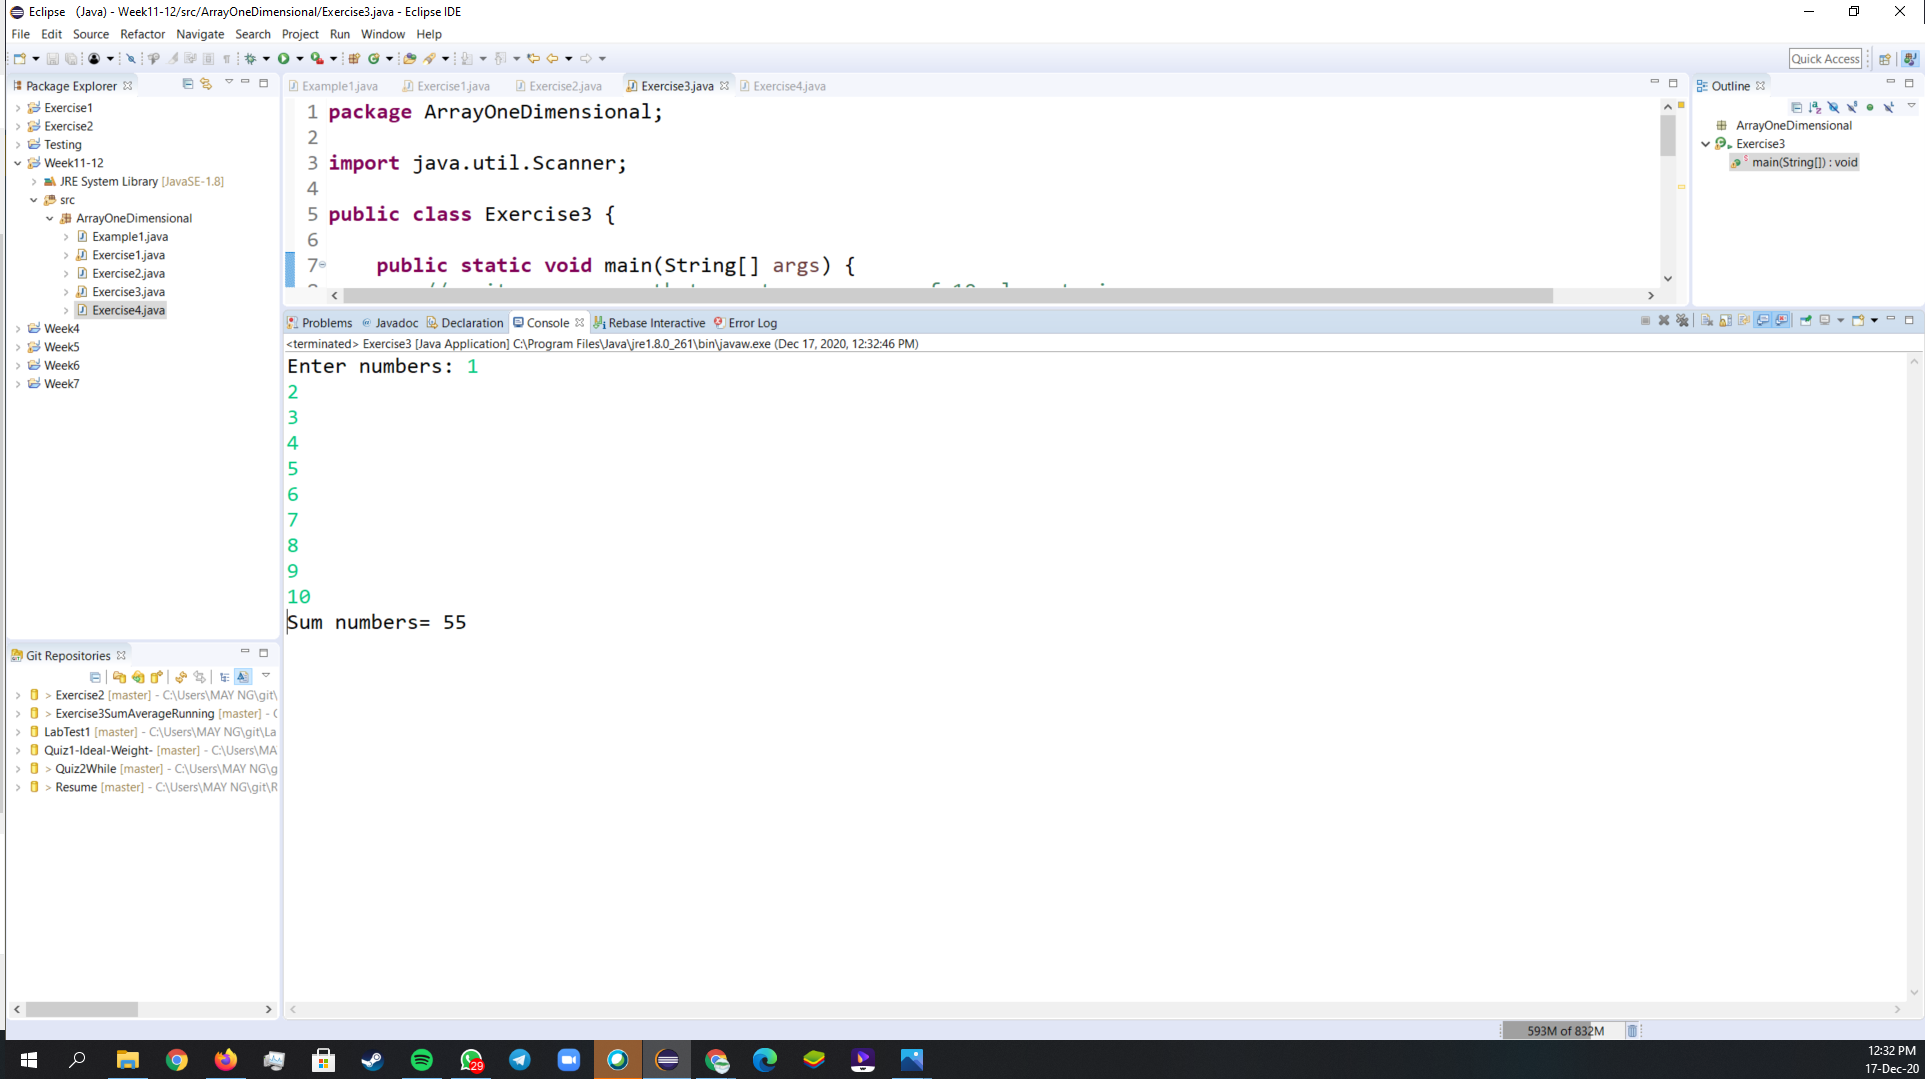 Eclipse   (Java) - Week11-12/src/ArrayOneDimensional/Exercise3.java - Eclipse IDE
File Edit Source Refactor Navigate Search Project Run Window Help
Quick Access
Package Explorer
Exercise1
Exercise2
Testing
Week11-12
JRE System Library [JavaSE-1.8]
src
ArrayOneDimensional
Example1.java
Exercise1.java
Exercise2.java
Exercise3.java
Exercise4.java
Week4
Week5
Week6
Week7
Git Repositories
> Exercise2 [master] - C:\Users\MAY NG\git\
> Exercise3SumAverageRunning [master] - C
LabTest1 [master] - C:\Users\MAY NG\git\La
Quiz1-Ideal-Weight- [master] - C:\Users\MA
> Quiz2While [master] - C:\Users\MAY NG\g
> Resume [master] - C:\Users\MAY NG\git\R
Example1.java Exercise1.java Exercise2.java Exercise3.java Exercise4.java
1 package ArrayOneDimensional;
2
3 import java.util.Scanner;
4
5 public class Exercise3 {
6
7 public static void main(String[] args) {
Outline
ArrayOneDimensional
Exercise3
main(String[]) : void
Problems @ Javadoc Declaration Console Rebase Interactive Error Log
<terminated> Exercise3 [Java Application] C:\Program Files\Java\jre1.8.0_261\bin\javaw.exe (Dec 17, 2020, 12:32:46 PM)
Enter numbers: 1
2
3
4
5
6
7
8
9
10
Sum numbers= 55
593M of 832M
29
12:32 PM
17-Dec-20